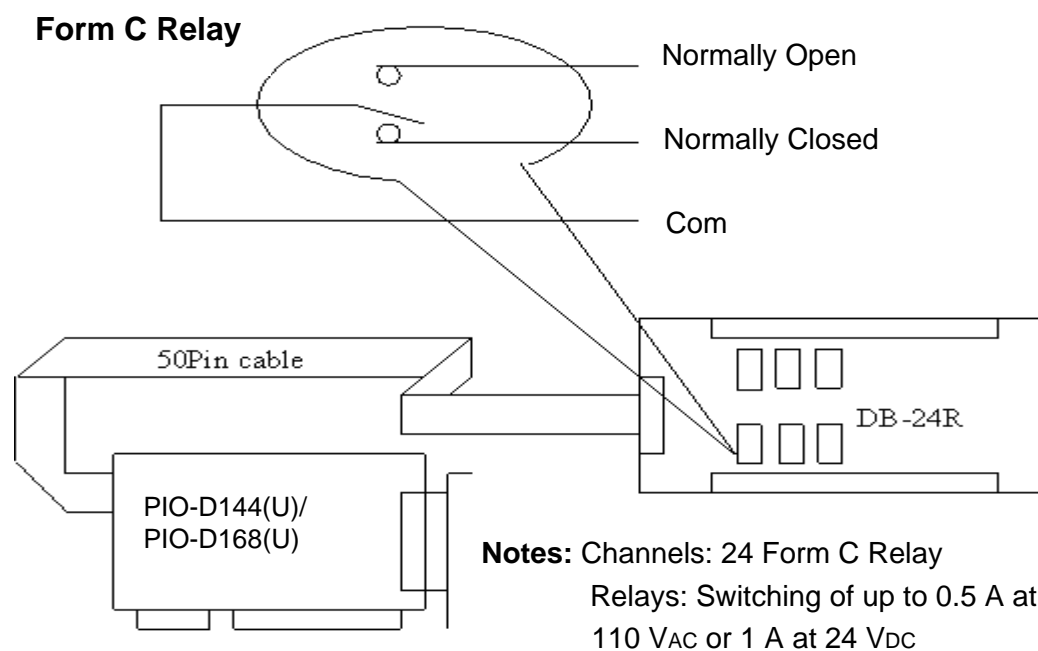 Form C Relay
Normally Open
Normally Closed
Com
50Pin cable
DB-24R
PIO-D144(U)/
PIO-D168(U)
Notes: Channels: 24 Form C Relay
Relays: Switching of up to 0.5 A at
110 VAC or 1 A at 24 VDC